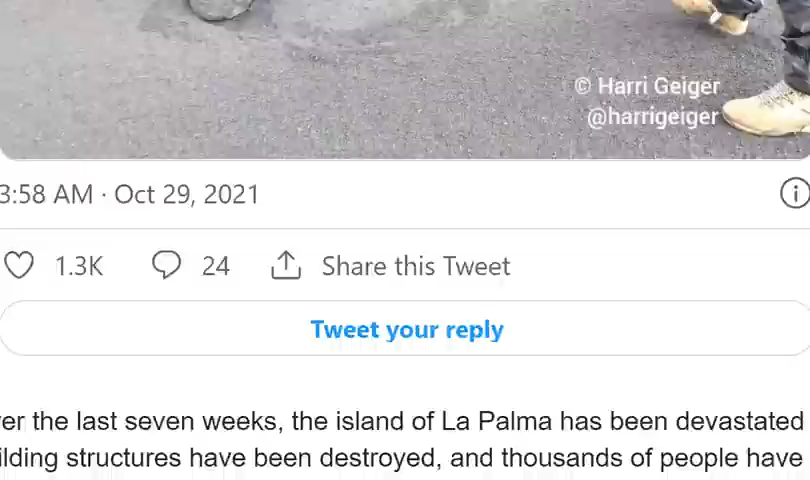 © Harri Geiger
@harrigeiger
3:58 AM · Oct 29, 2021
1.3K 24 Share this Tweet
Tweet your reply
the last seven weeks, the island of La Palma has been devastated
structures have been destroyed, and thousands of people have